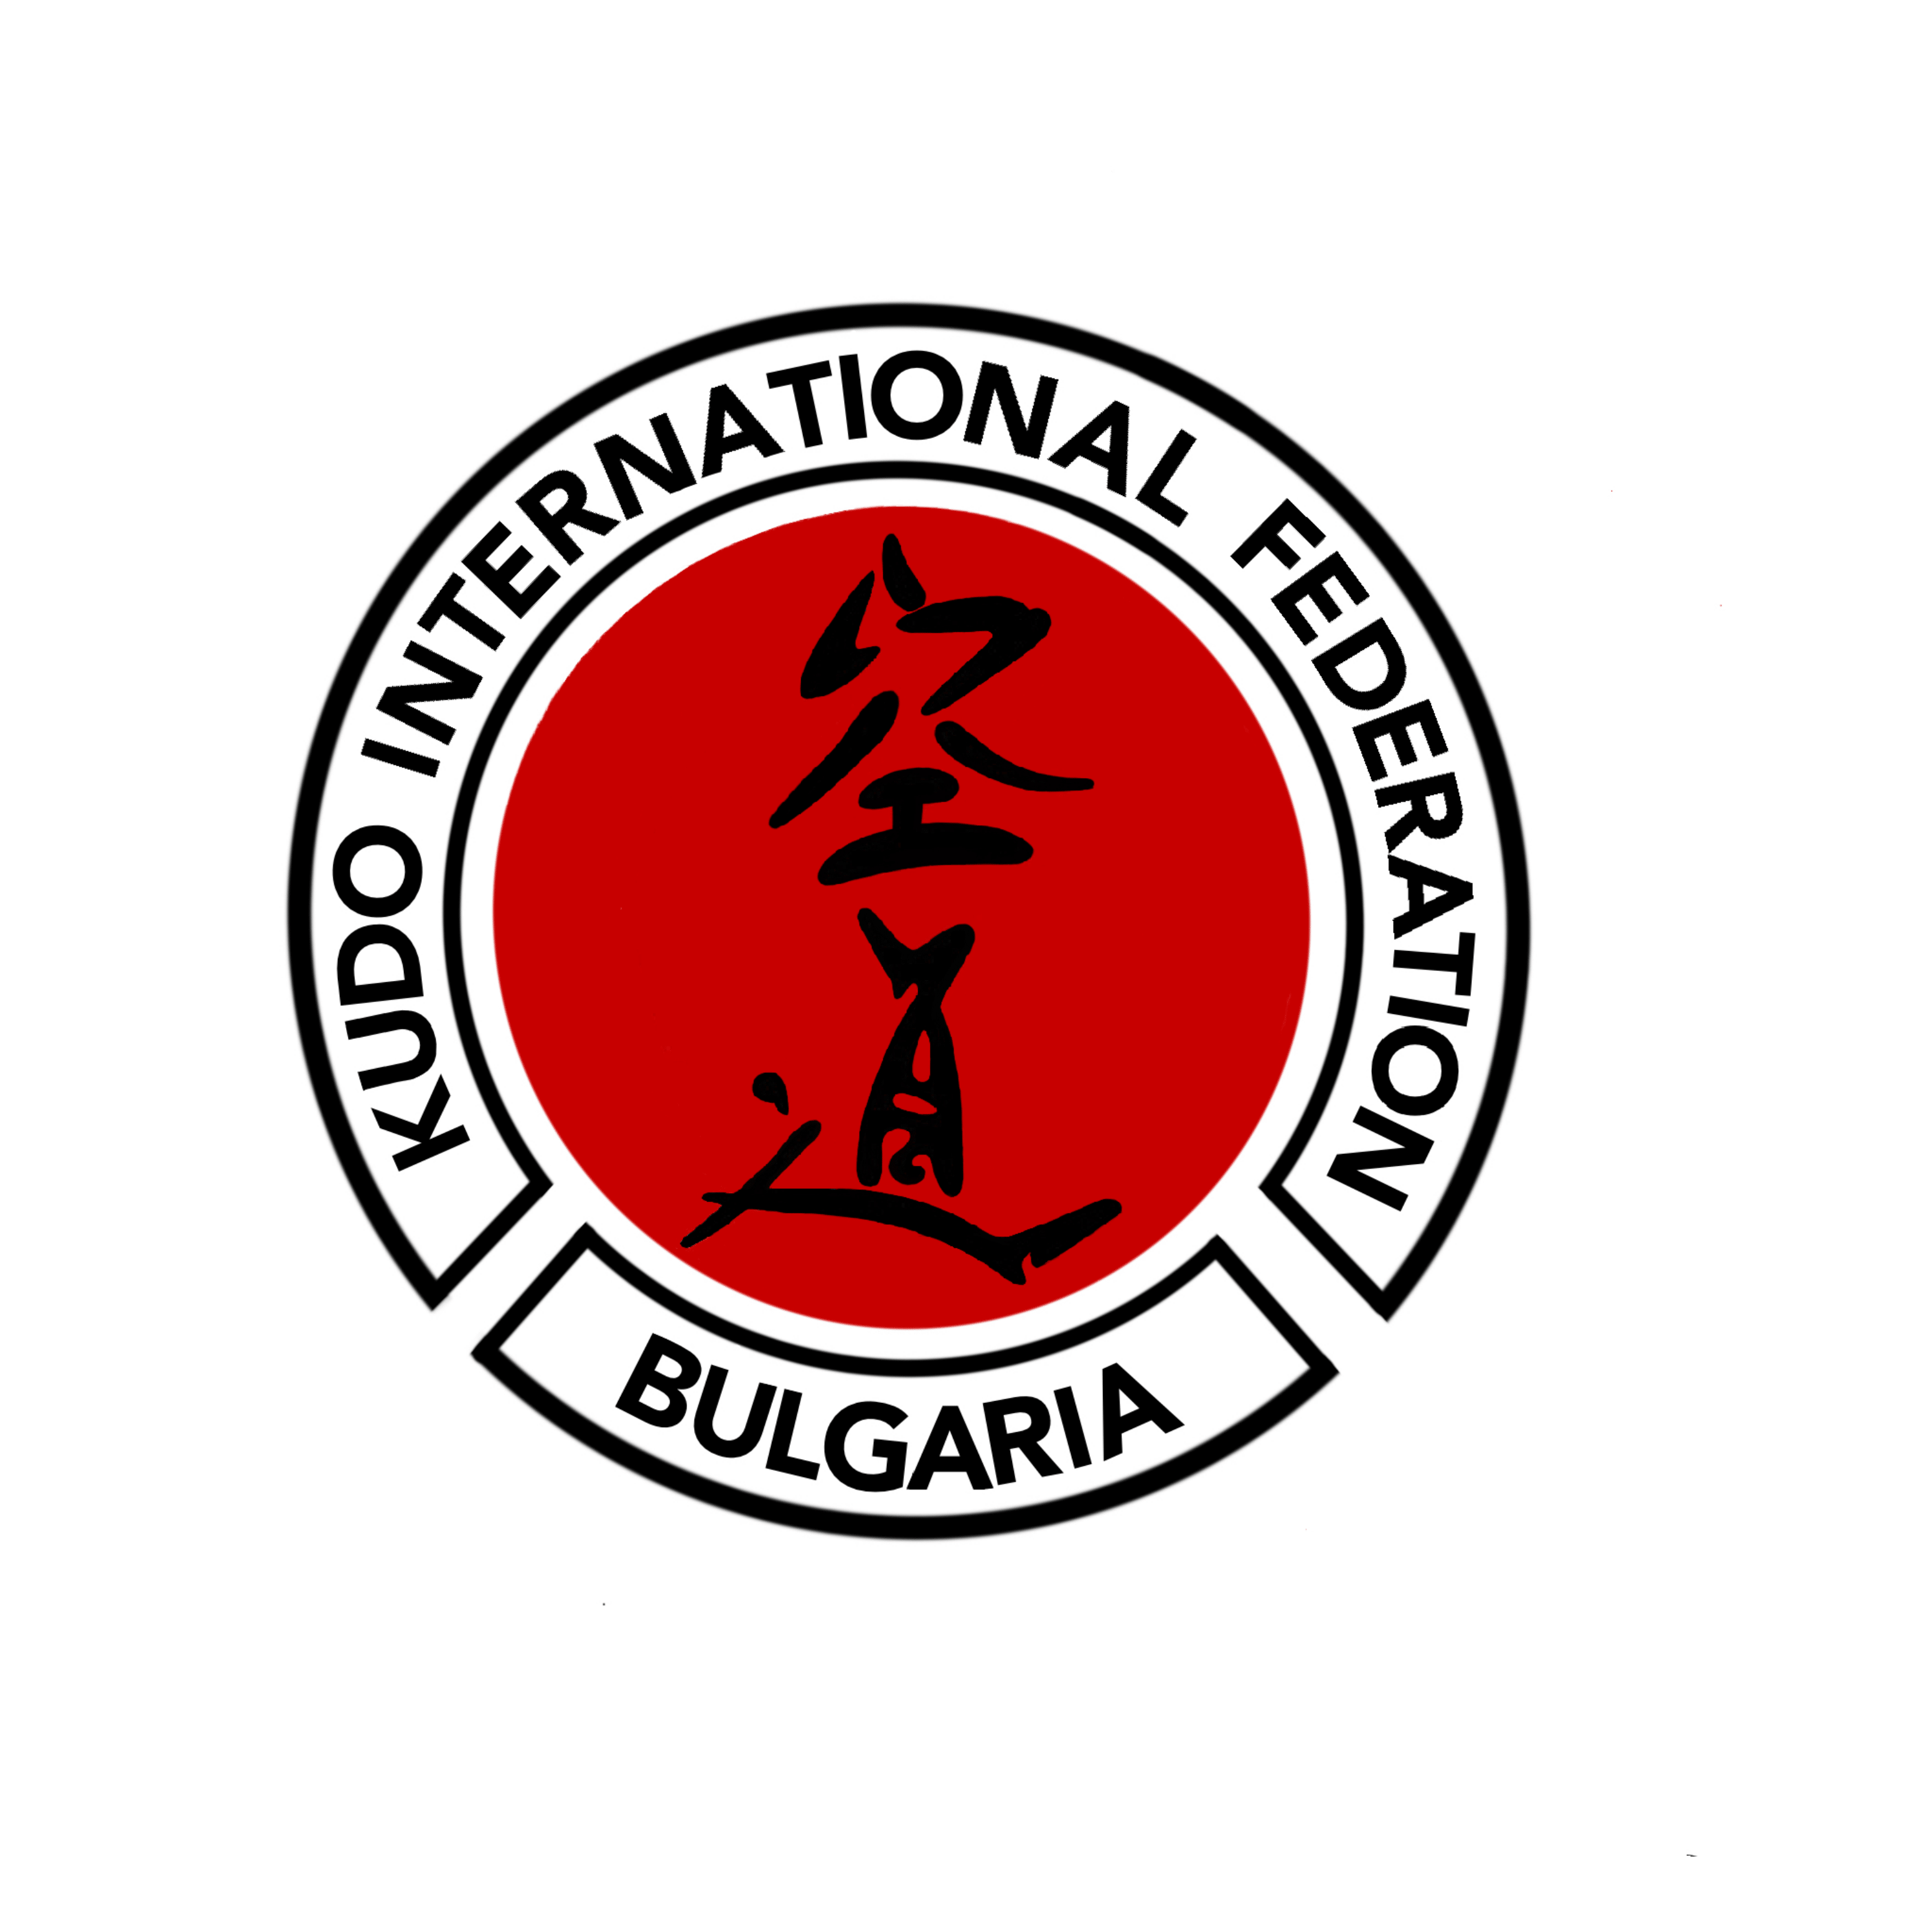 KUDO INTERNATIONAL FEDERATION
空道
BULGARIA